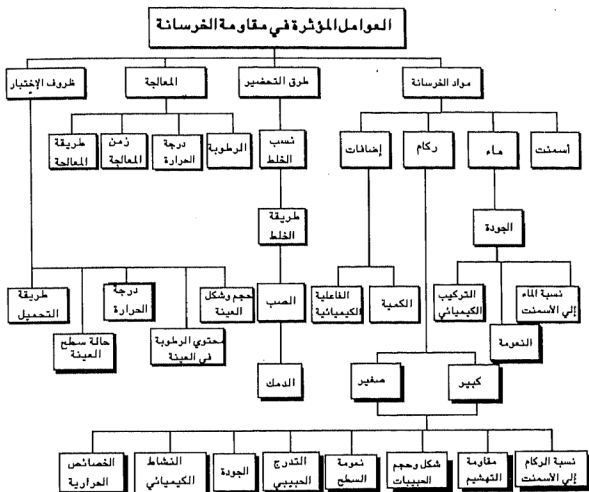 العوامل المؤثرة في مقاومة الخرسانة
مواد الخرسانة
طرق التحضير
المعالجة
ظروف الإختبار
أسمنت
ماء
ركام
إضافات
نسب
الخلط
الرطوبة
درجة
الحرارة
زمن
المعالجة
طريقة
المعالجة
الجودة
طريقة
الخلط
نسبة الماء
إلي الأسمنت
النعومة
التركيب
الكيميائي
الكمية
الفاعلية
الكيميائية
الصب
حجم وشكل
العينة
محتوي الرطوبة
في العينة
درجة
الحرارة
حالة سطح
العينة
طريقة
التحميل
كبير
صغير
الدمك
نسبة الركام
إلي الأسمنت
مقاومة
التهشيم
شكل وحجم
الحبيبات
نعومة
السطح
التدرج
الحبيبي
الجودة
النشاط
الكيميائي
الخصائص
الحرارية